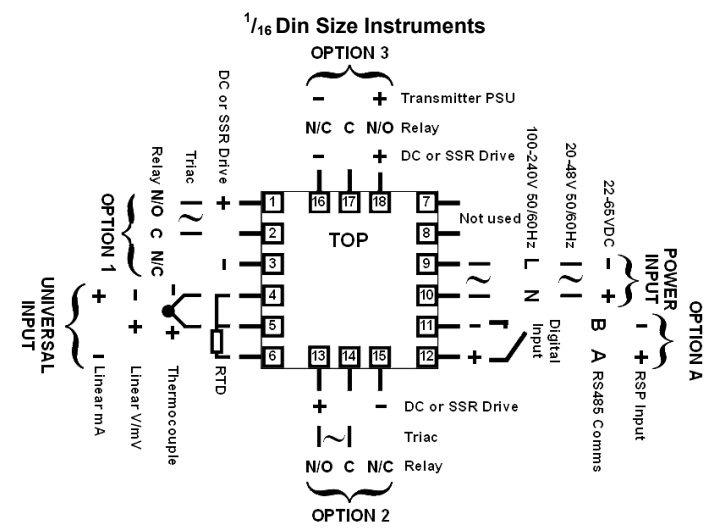 1/16 Din Size Instruments
OPTION 3
− + Transmitter PSU
N/C C N/O Relay
− + DC or SSR Drive
DC or SSR Drive
+
−
Triac
~
Relay N/O C N/C
OPTION 1
UNIVERSAL
INPUT
+ − Linear mA
− + Linear V/mV
− + Thermocouple
RTD
1
2
3
4
5
6
16 17 18
TOP
13 14 15
7
8
9
10
11
12
Not used
~
100-240V 50/60Hz
L
N
20-48V 50/60Hz
~
22-65VDC
−
+
POWER
INPUT
− +
Digital
Input
B A RS485 Comms
− + RSP Input
OPTION A
+ − DC or SSR Drive
~ Triac
N/O C N/C Relay
OPTION 2